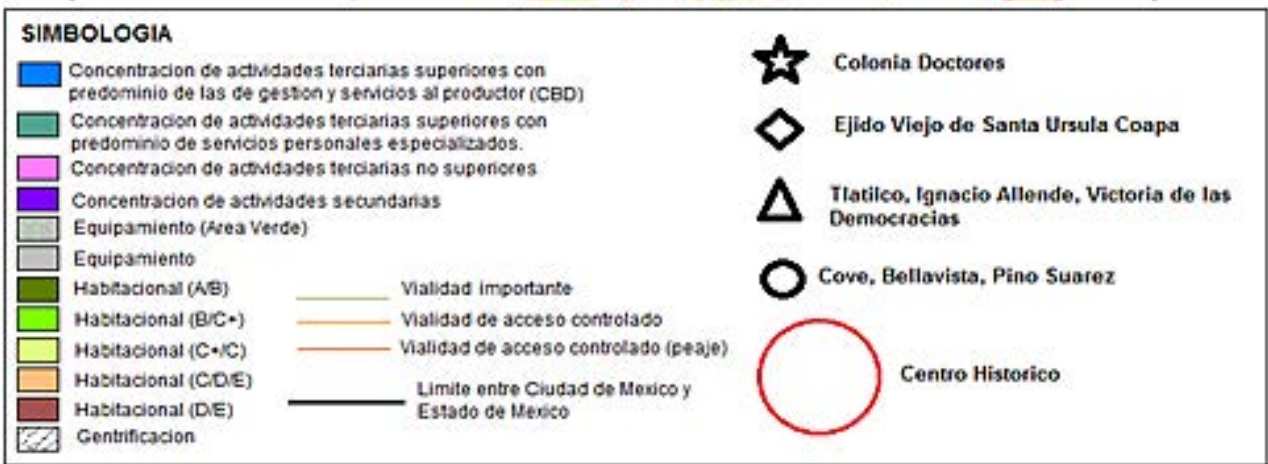 SIMBOLOGIA
Concentracion de actividades terciarias superiores con
predominio de las de gestion y servicios al productor (CBD)
Concentracion de actividades terciarias superiores con
predominio de servicios personales especializados.
Concentracion de actividades terciarias no superiores
Concentracion de actividades secundarias
Equipamiento (Area Verde)
Equipamiento
Habitacional (A/B)
Habitacional (B/C+)
Habitacional (C+/C)
Habitacional (C/D/E)
Habitacional (D/E)
Gentrificacion
Vialidad importante
Vialidad de acceso controlado
Vialidad de acceso controlado (peaje)
Limite entre Ciudad de Mexico y
Estado de Mexico
Colonia Doctores
Ejido Viejo de Santa Ursula Coapa
Tlatilco, Ignacio Allende, Victoria de las
Democracias
Cove, Bellavista, Pino Suarez
Centro Historico